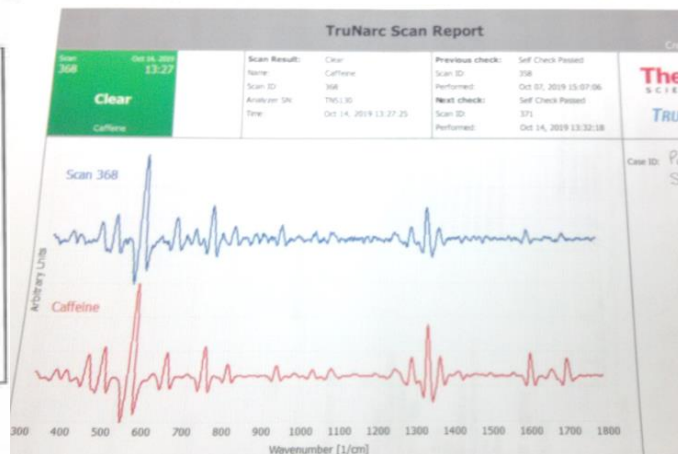 TruNarc Scan Report
Scan
368
Oct 14, 2019
13:27
Clear
Caffeine
Scan Result: Clear
Name: Caffeine
Scan ID: 368
Analyzer SN: TN5130
Time: Oct 14, 2019 13:27:25
Previous check: Self Check Passed
Scan ID: 358
Performed: Oct 07, 2019 15:07:06
Next check: Self Check Passed
Scan ID: 371
Performed: Oct 14, 2019 13:32:18
The
SCIE
TRU
Case ID:
Scan 368
Arbitrary Units
Caffeine
300 400 500 600 700 800 900 1000 1100 1200 1300 1400 1500 1600 1700 1800
Wavenumber [1/cm]